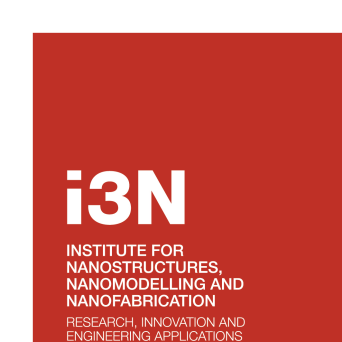 i3N
INSTITUTE FOR
NANOSTRUCTURES,
NANOMODELLING AND
NANOFABRICATION
RESEARCH, INNOVATION AND
ENGINEERING APPLICATIONS